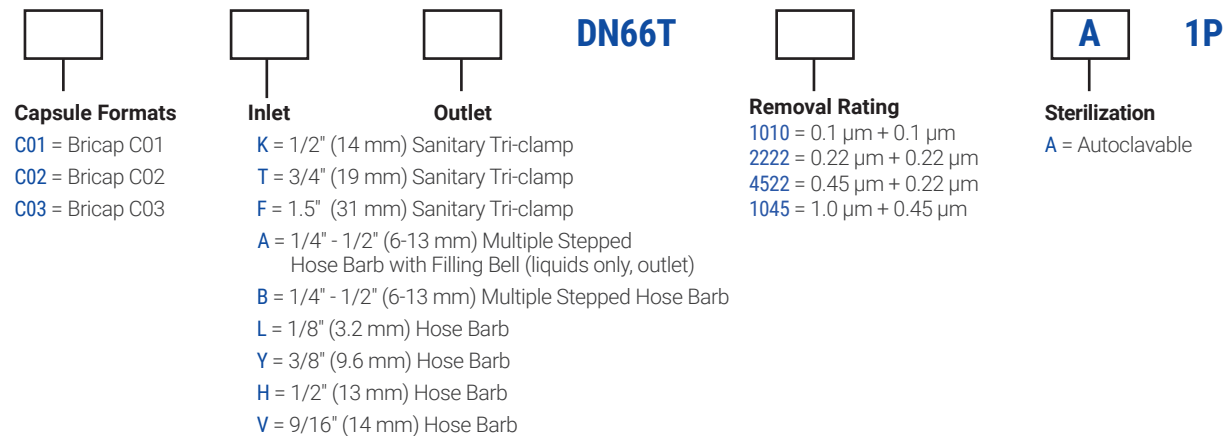 DN66T
A 1P
Capsule Formats
C01 = Bricap C01
C02 = Bricap C02
C03 = Bricap C03
Inlet Outlet
K = 1/2" (14 mm) Sanitary Tri-clamp
T = 3/4" (19 mm) Sanitary Tri-clamp
F = 1.5" (31 mm) Sanitary Tri-clamp
A = 1/4" - 1/2" (6-13 mm) Multiple Stepped
Hose Barb with Filling Bell (liquids only, outlet)
B = 1/4" - 1/2" (6-13 mm) Multiple Stepped Hose Barb
L = 1/8" (3.2 mm) Hose Barb
Y = 3/8" (9.6 mm) Hose Barb
H = 1/2" (13 mm) Hose Barb
V = 9/16" (14 mm) Hose Barb
Removal Rating
1010 = 0.1 µm + 0.1 µm
2222 = 0.22 µm + 0.22 µm
4522 = 0.45 µm + 0.22 µm
1045 = 1.0 µm + 0.45 µm
Sterilization
A = Autoclavable